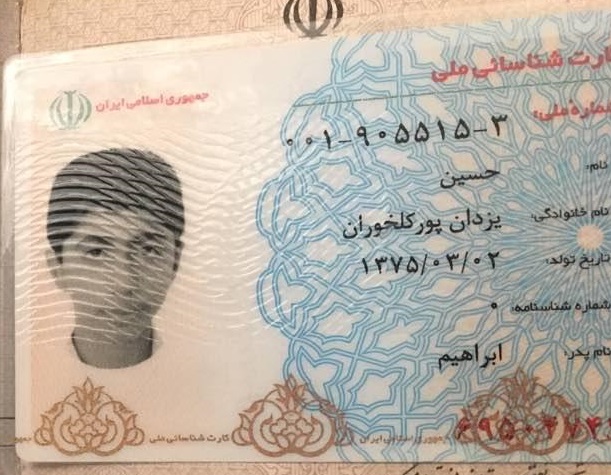 کارت شناسائی ملی
جمهوری اسلامی ایران
شماره ملی: ۰۰۱-۹۰۵۵۱۵-۳
نام: حسین
نام خانوادگی: یزدان پورکلخوران
تاریخ تولد: ۱۳۷۵/۰۳/۰۲
شماره شناسنامه: ۰
نام پدر: ابراهیم
کارت شناسائی ملی
جمهوری اسلامی ایران